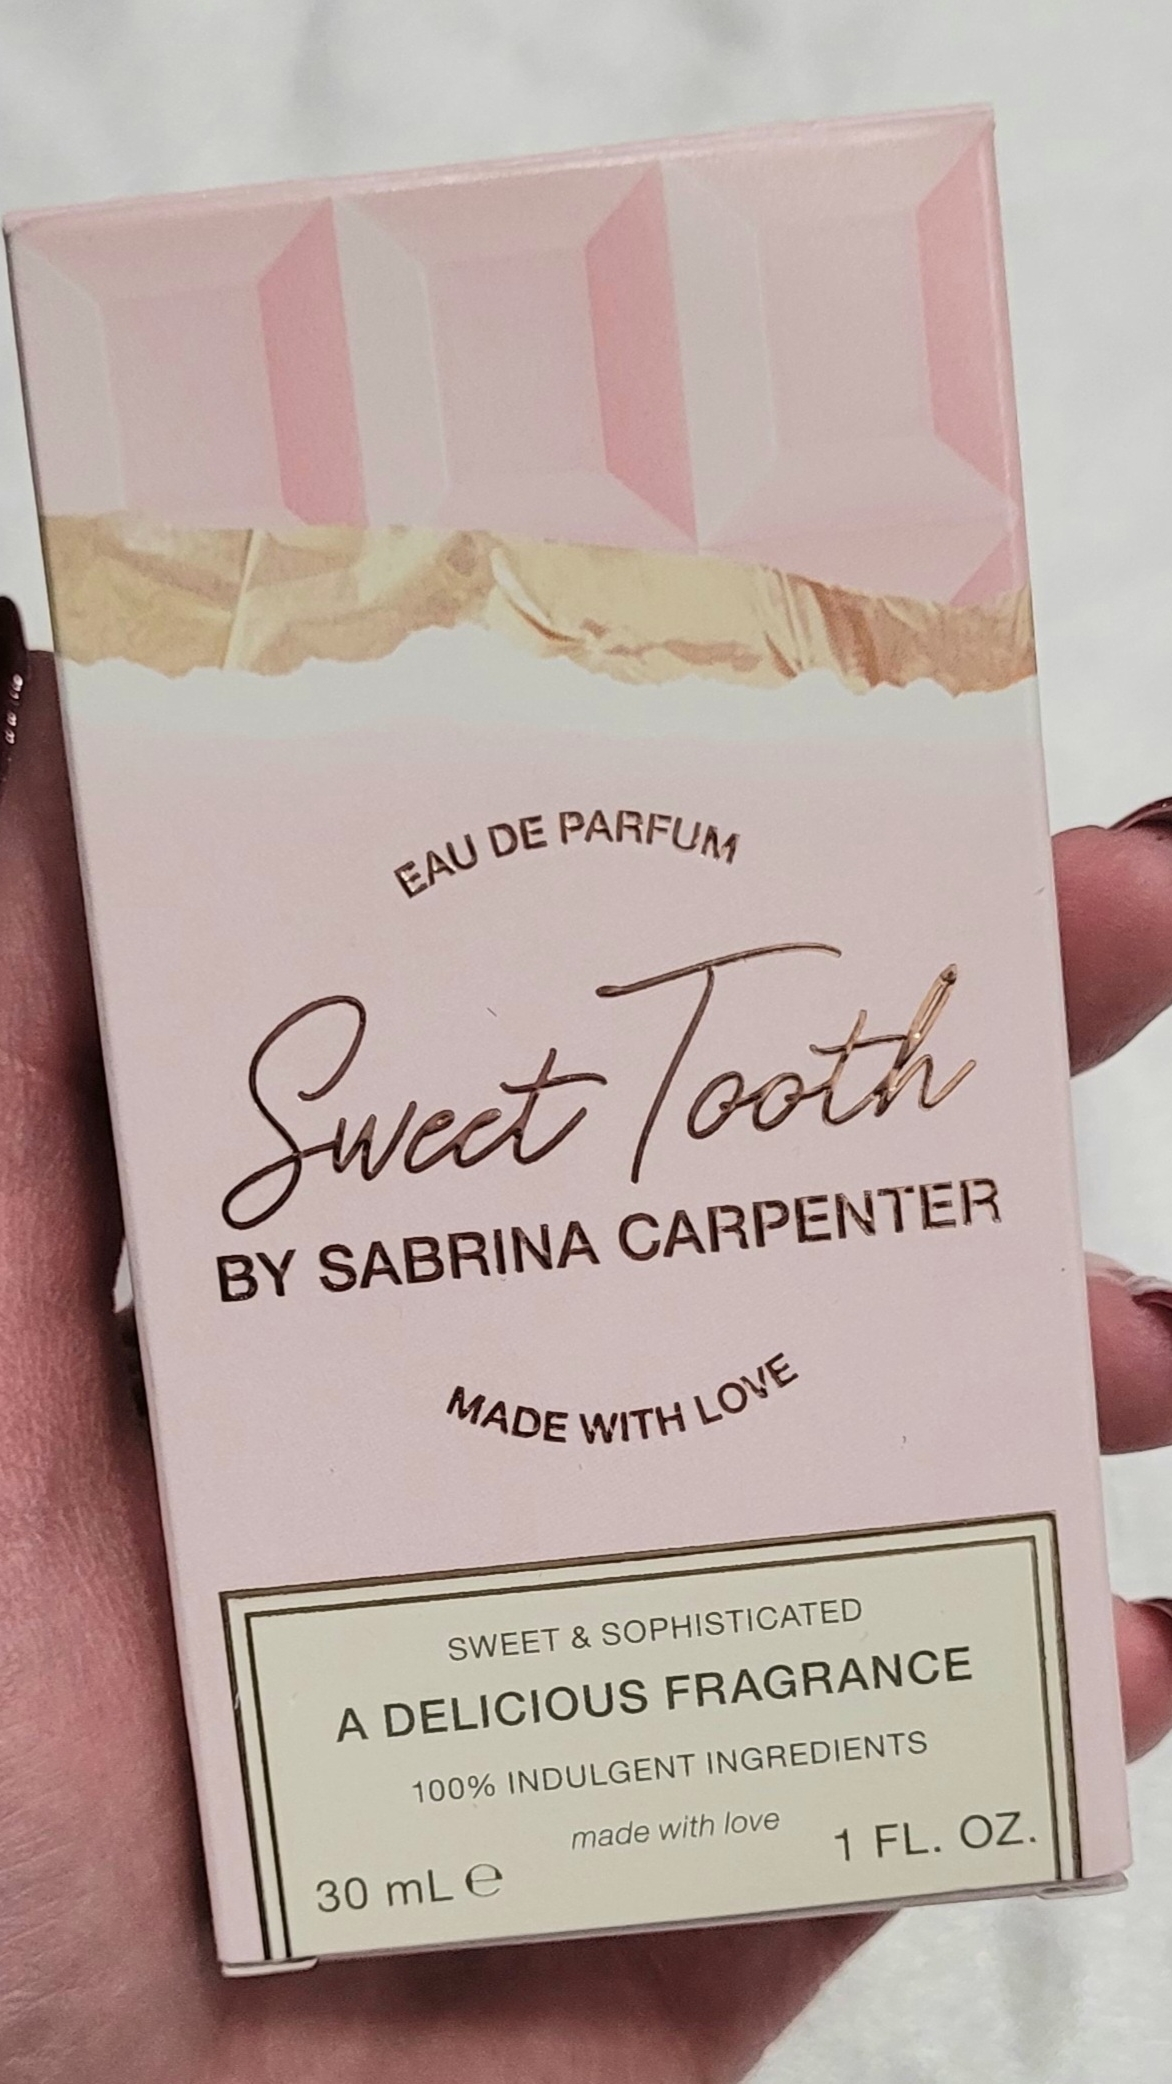 EAU DE PARFUM
Sweet Tooth
BY SABRINA CARPENTER
MADE WITH LOVE
SWEET & SOPHISTICATED
A DELICIOUS FRAGRANCE
100% INDULGENT INGREDIENTS
made with love
30 mL ℮ 1 FL. OZ.